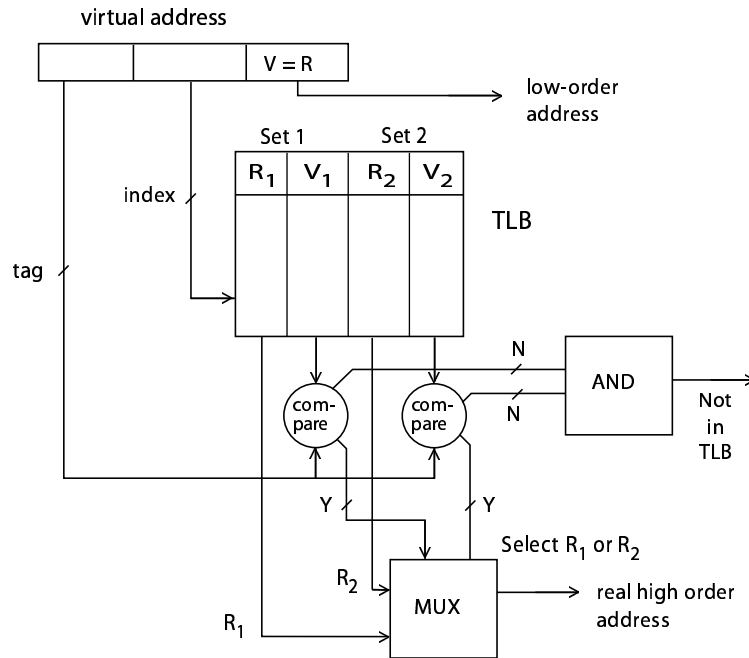 virtual address
V = R
low-order
address
Set 1 Set 2
R1 V1 R2 V2
index
TLB
tag
N
AND
com-
pare
com-
pare
N
Not
in
TLB
Y
Y
Select R1 or R2
R2
MUX
real high order
address
R1